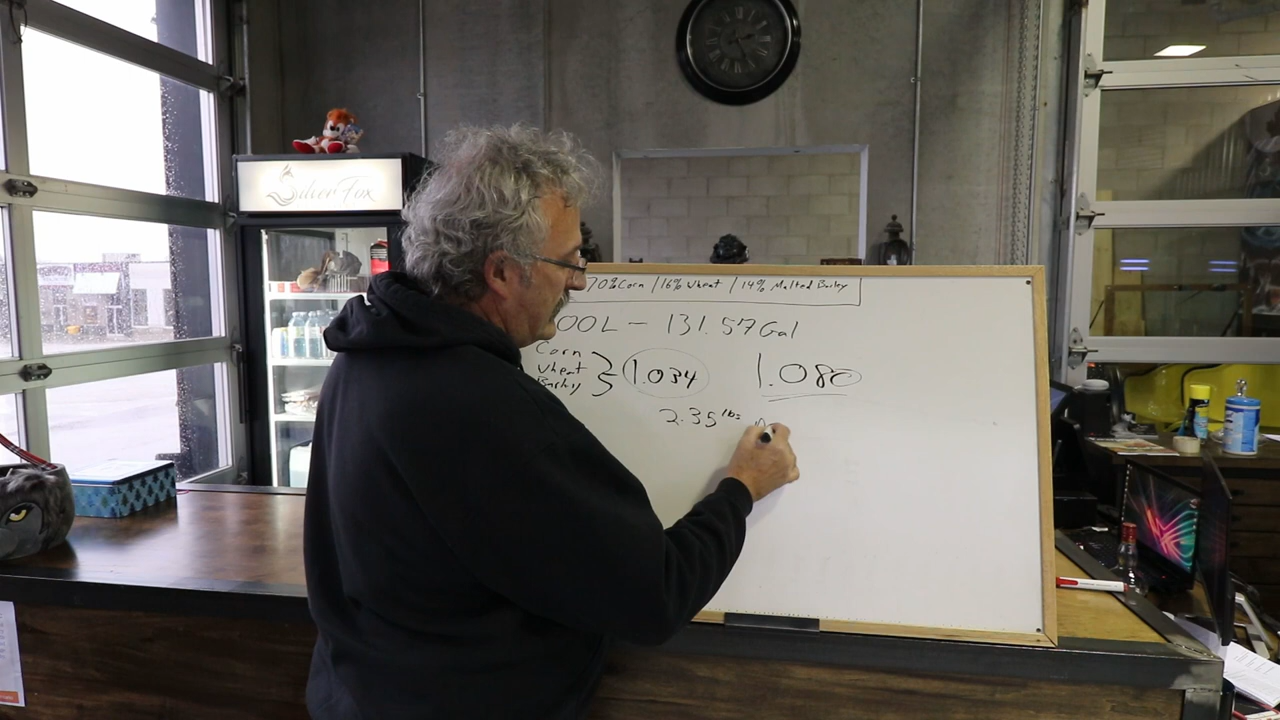 Silver Fox
70% Corn / 16% Wheat / 14% Malted Barley
00L - 131.57 Gal
Corn
Wheat
Barley
1.034
1.080
2.35 lbs